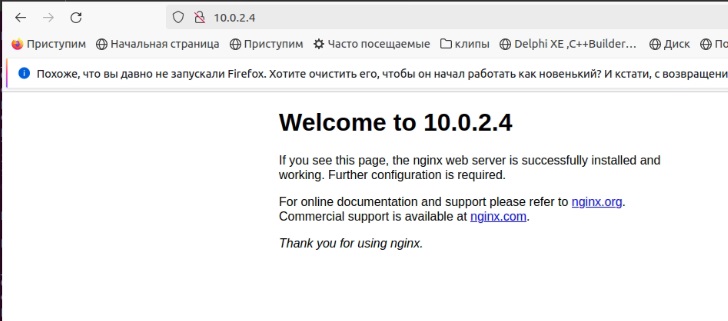 10.0.2.4
Приступим Начальная страница Приступим Часто посещаемые клипы Delphi XE ,C++Builder… Диск
Похоже, что вы давно не запускали Firefox. Хотите очистить его, чтобы он начал работать как новенький? И кстати, с
Welcome to 10.0.2.4
If you see this page, the nginx web server is successfully installed and
working. Further configuration is required.
For online documentation and support please refer to nginx.org.
Commercial support is available at nginx.com.
Thank you for using nginx.